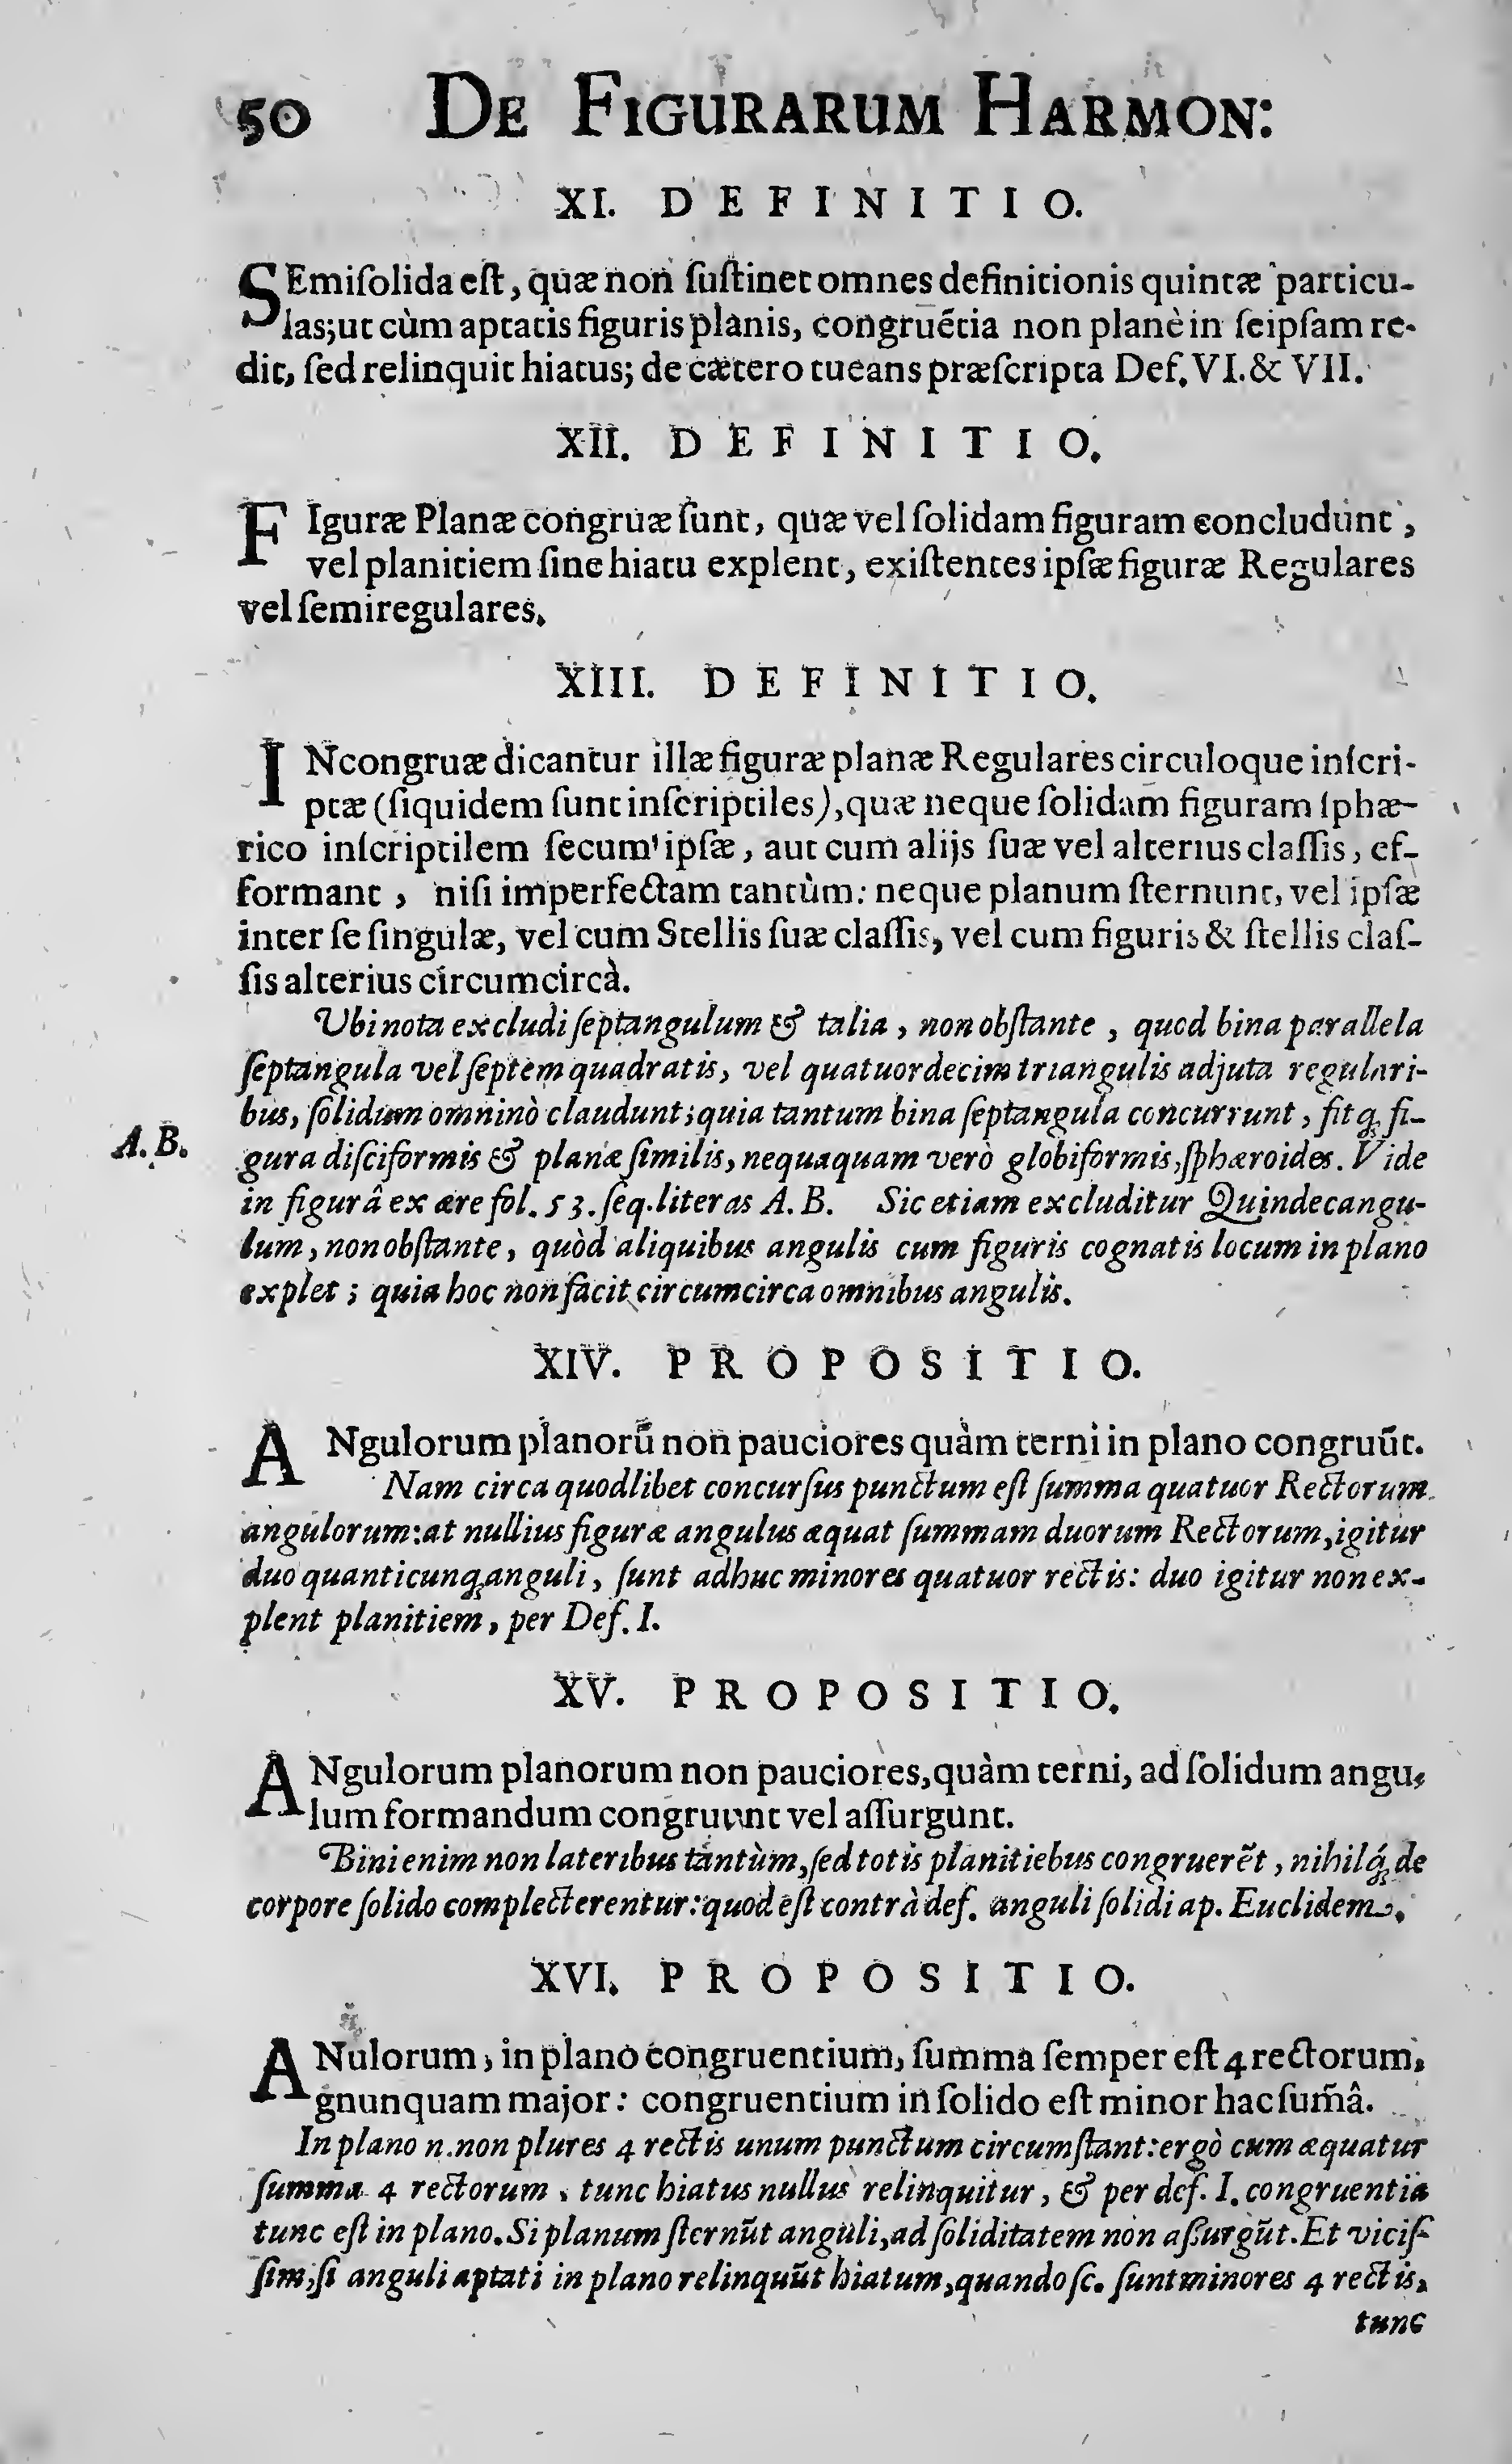 50 DE FIGURARUM HARMON:
XI. DEFINITIO.
SEmiſolida eſt, quæ non ſuſtinet omnes definitionis quintæ particu-
las; ut cùm aptatis figuris planis, congruētia non planè in ſeipſam re-
dit, ſed relinquit hiatus; de cætero tueans præſcripta Def. VI. & VII.
XII. DEFINITIO.
FIguræ Planæ congruæ ſunt, quæ vel ſolidam figuram concludunt,
vel planitiem ſine hiatu explent, exiſtentes ipſæ figuræ Regulares
vel ſemiregulares.
XIII. DEFINITIO.
INcongruæ dicantur illæ figuræ planæ Regulares circuloque inſcri-
ptæ (ſiquidem ſunt inſcriptiles), quæ neque ſolidam figuram ſphæ-
rico inſcriptilem ſecum ipſæ, aut cum alijs ſuæ vel alterius claſſis, ef-
formant, niſi imperfectam tantùm: neque planum ſternunt, vel ipſæ
inter ſe ſingulæ, vel cum Stellis ſuæ claſſis, vel cum figuris & ſtellis claſ-
ſis alterius circumcircà.
Ubi nota excludi ſeptangulum & talia, non obſtante, quod bina parallela
ſeptangula vel ſeptem quadratis, vel quatuordecim triangulis adjuta regulari-
bus, ſolidum omninò claudunt; quia tantum bina ſeptangula concurrunt, fitq; fi-
A. B. gura diſciformis & planæ ſimilis, nequaquam verò globiformis, ſphæroides. Vide
in figurâ ex ære fol. 53. ſeq. literas A. B. Sic etiam excluditur Quindecangu-
lum, non obſtante, quòd aliquibus angulis cum figuris cognatis locum in plano
explet; quia hoc non facit circumcirca omnibus angulis.
XIV. PROPOSITIO.
ANgulorum planorū non pauciores quàm terni in plano congruūt.
Nam circa quodlibet concurſus punctum eſt ſumma quatuor Rectorum
angulorum: at nullius figuræ angulus æquat ſummam duorum Rectorum, igitur
duo quanticunq; anguli, ſunt adhuc minores quatuor rectis: duo igitur non ex-
plent planitiem, per Def. I.
XV. PROPOSITIO.
ANgulorum planorum non pauciores, quàm terni, ad ſolidum angu-
lum formandum congruunt vel aſſurgunt.
Bini enim non lateribus tantùm, ſed totis planitiebus congruerēt, nihilq́; de
corpore ſolido complecterentur: quod eſt contrà def. anguli ſolidi ap. Euclidem.
XVI. PROPOSITIO.
ANulorum, in plano congruentium, ſumma ſemper eſt 4 rectorum,
gnunquam major: congruentium in ſolido eſt minor hac ſum̃â.
In plano n. non plures 4 rectis unum punctum circumſtant: ergò cum æquatur
ſumma 4 rectorum, tunc hiatus nullus relinquitur, & per def. I. congruentia
tunc eſt in plano. Si planum ſternūt anguli, ad ſoliditatem non aßurgūt. Et viciſ-
ſim, ſi anguli aptati in plano relinquūt hiatum, quando ſc. ſunt minores 4 rectis,
tunc